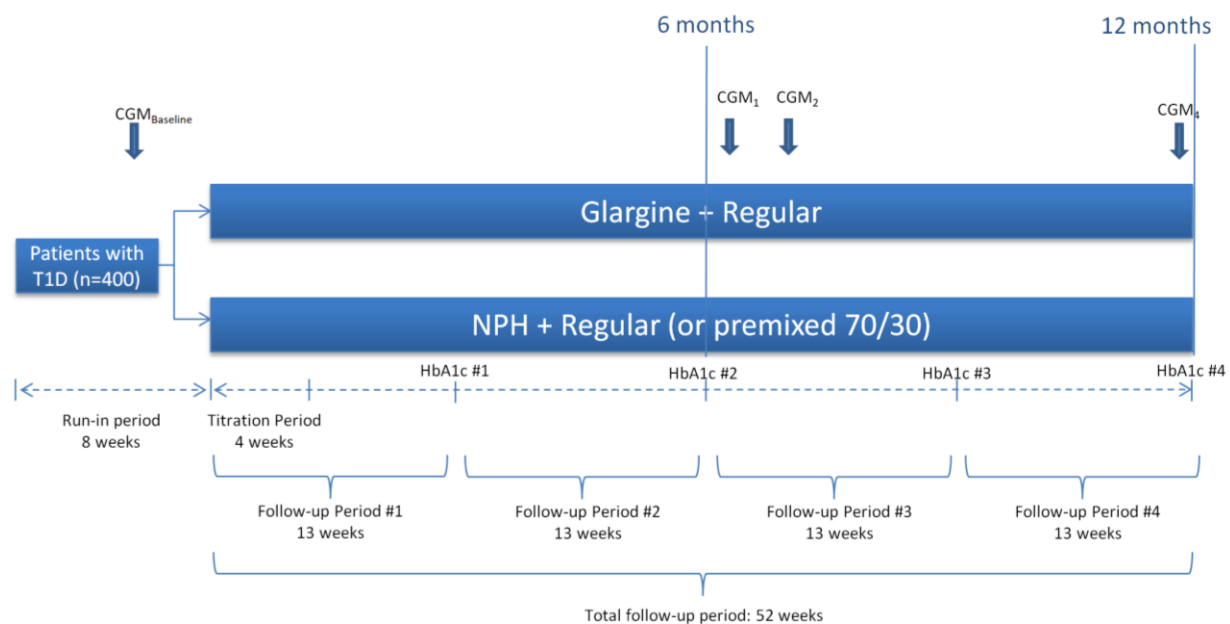 6 months
12 months
CGM₁
CGM₂
CGM_Baseline
CGM₄
Glargine – Regular
Patients with
T1D (n=400)
NPH + Regular (or premixed 70/30)
HbA1c #1
HbA1c #2
HbA1c #3
HbA1c #4
Run-in period
8 weeks
Titration Period
4 weeks
Follow-up Period #1
13 weeks
Follow-up Period #2
13 weeks
Follow-up Period #3
13 weeks
Follow-up Period #4
13 weeks
Total follow-up period: 52 weeks